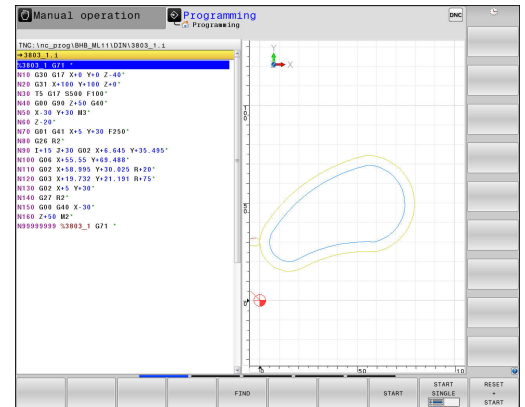 Manual operation
Programming
Programming
DNC
TNC:\nc_prog\BHB_ML11\DIN\3803_1.i
→3803_1.i
%3803_1 G71 *
N10 G30 G17 X+0 Y+0 Z-40*
N20 G31 X+100 Y+100 Z+0*
N30 T5 G17 S500 F100*
N40 G00 G90 Z+50 G40*
N50 X-30 Y+30 M3*
N60 Z-20*
N70 G01 G41 X+5 Y+30 F250*
N80 G26 R2*
N90 I+15 J+30 G02 X+6.645 Y+35.495*
N100 G06 X+55.55 Y+69.488*
N110 G02 X+58.995 Y+30.025 R+20*
N120 G03 X+19.732 Y+21.191 R+75*
N130 G02 X+5 Y+30*
N140 G27 R2*
N150 G00 G40 X-30*
N160 Z+50 M2*
N99999999 %3803_1 G71 *
Y
X
100
50
0
0
50
10
FIND
START
START
SINGLE
RESET
+
START